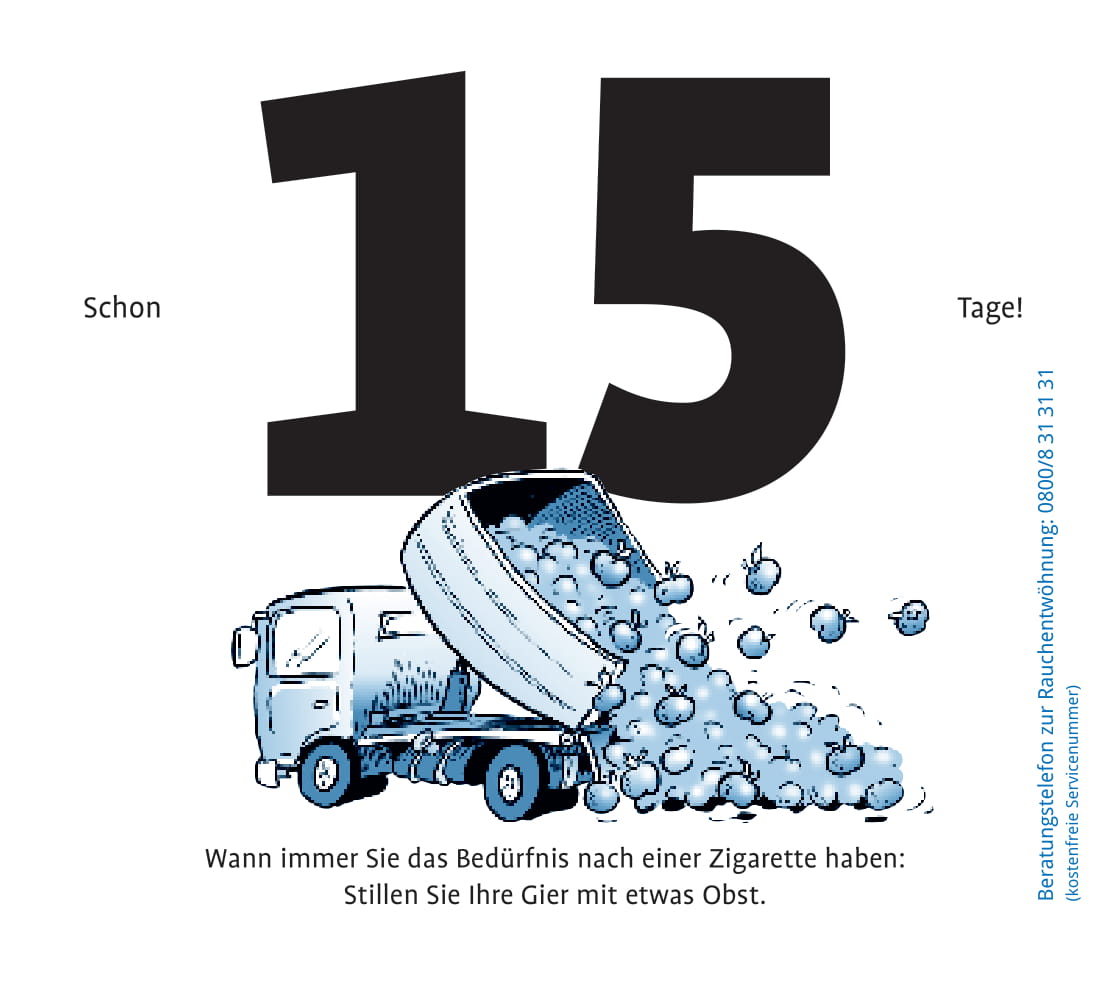 Schon
15
Tage!
Wann immer Sie das Bedürfnis nach einer Zigarette haben:
Stillen Sie Ihre Gier mit etwas Obst.
Beratungstelefon zur Rauchentwöhnung: 0800/8 31 31 31
(kostenfreie Servicenummer)